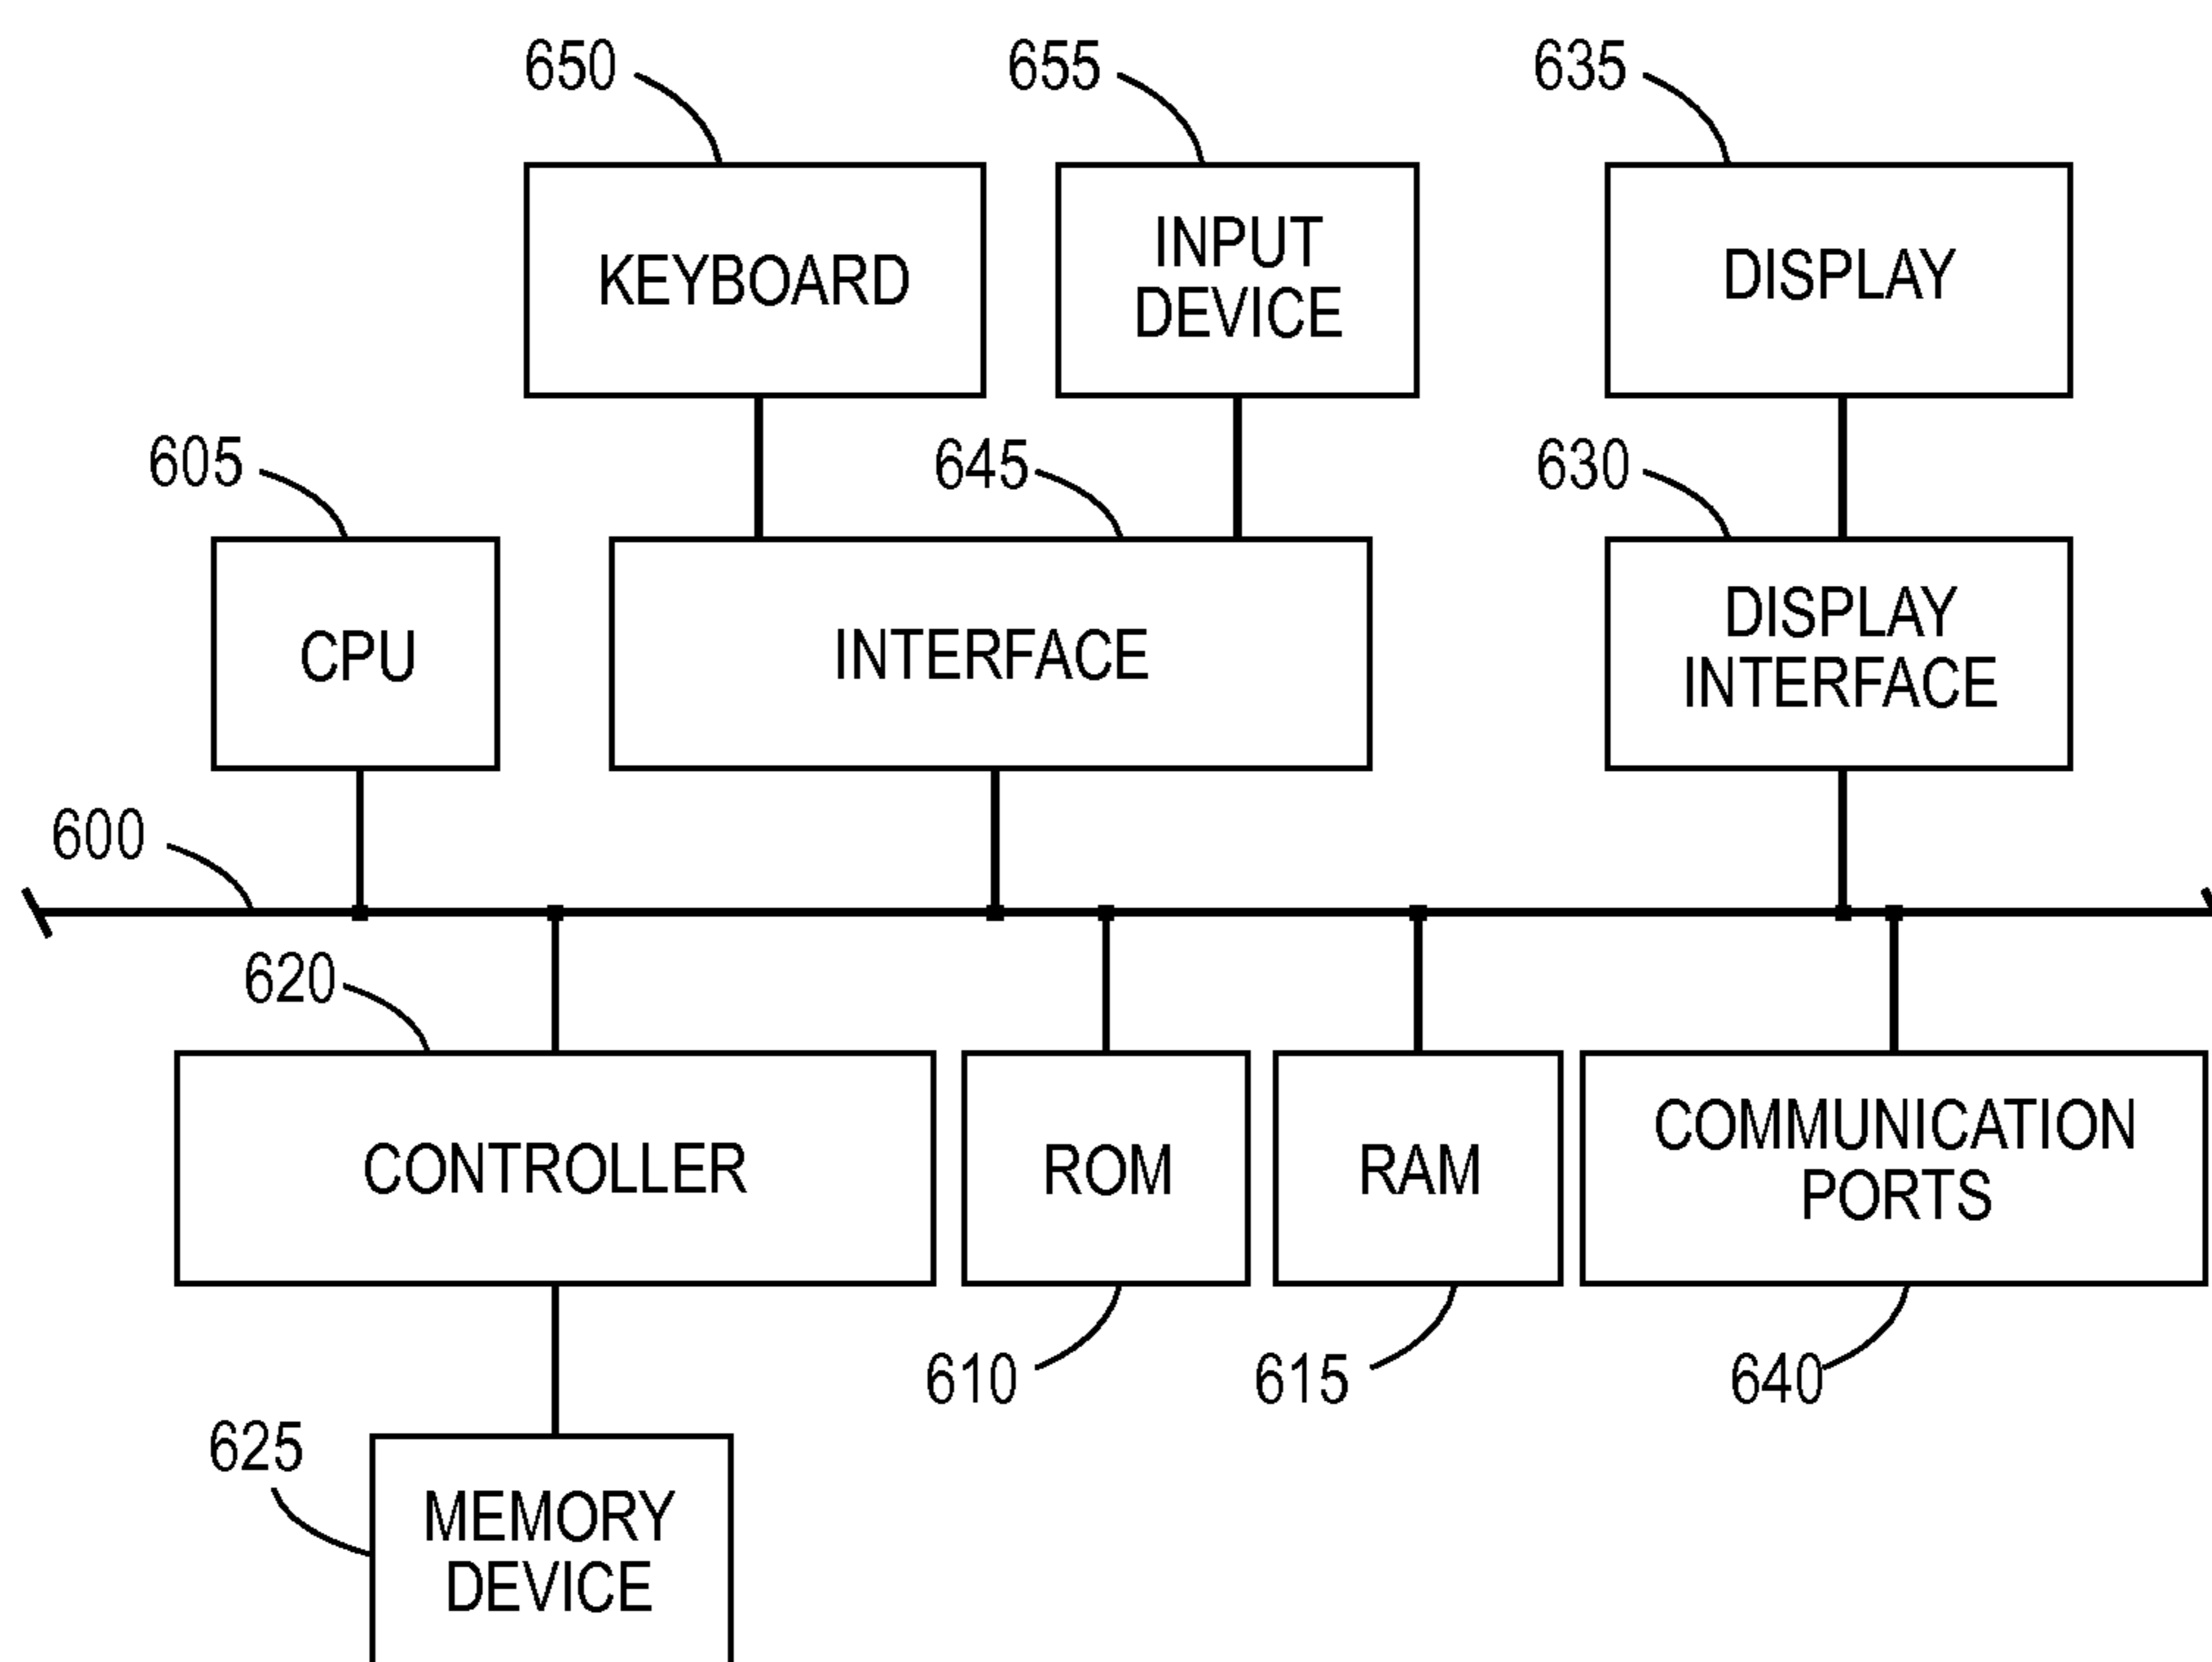 650
655
635
KEYBOARD
INPUT
DEVICE
DISPLAY
605
645
630
CPU
INTERFACE
DISPLAY
INTERFACE
600
620
CONTROLLER
ROM
RAM
COMMUNICATION
PORTS
610
615
640
625
MEMORY
DEVICE